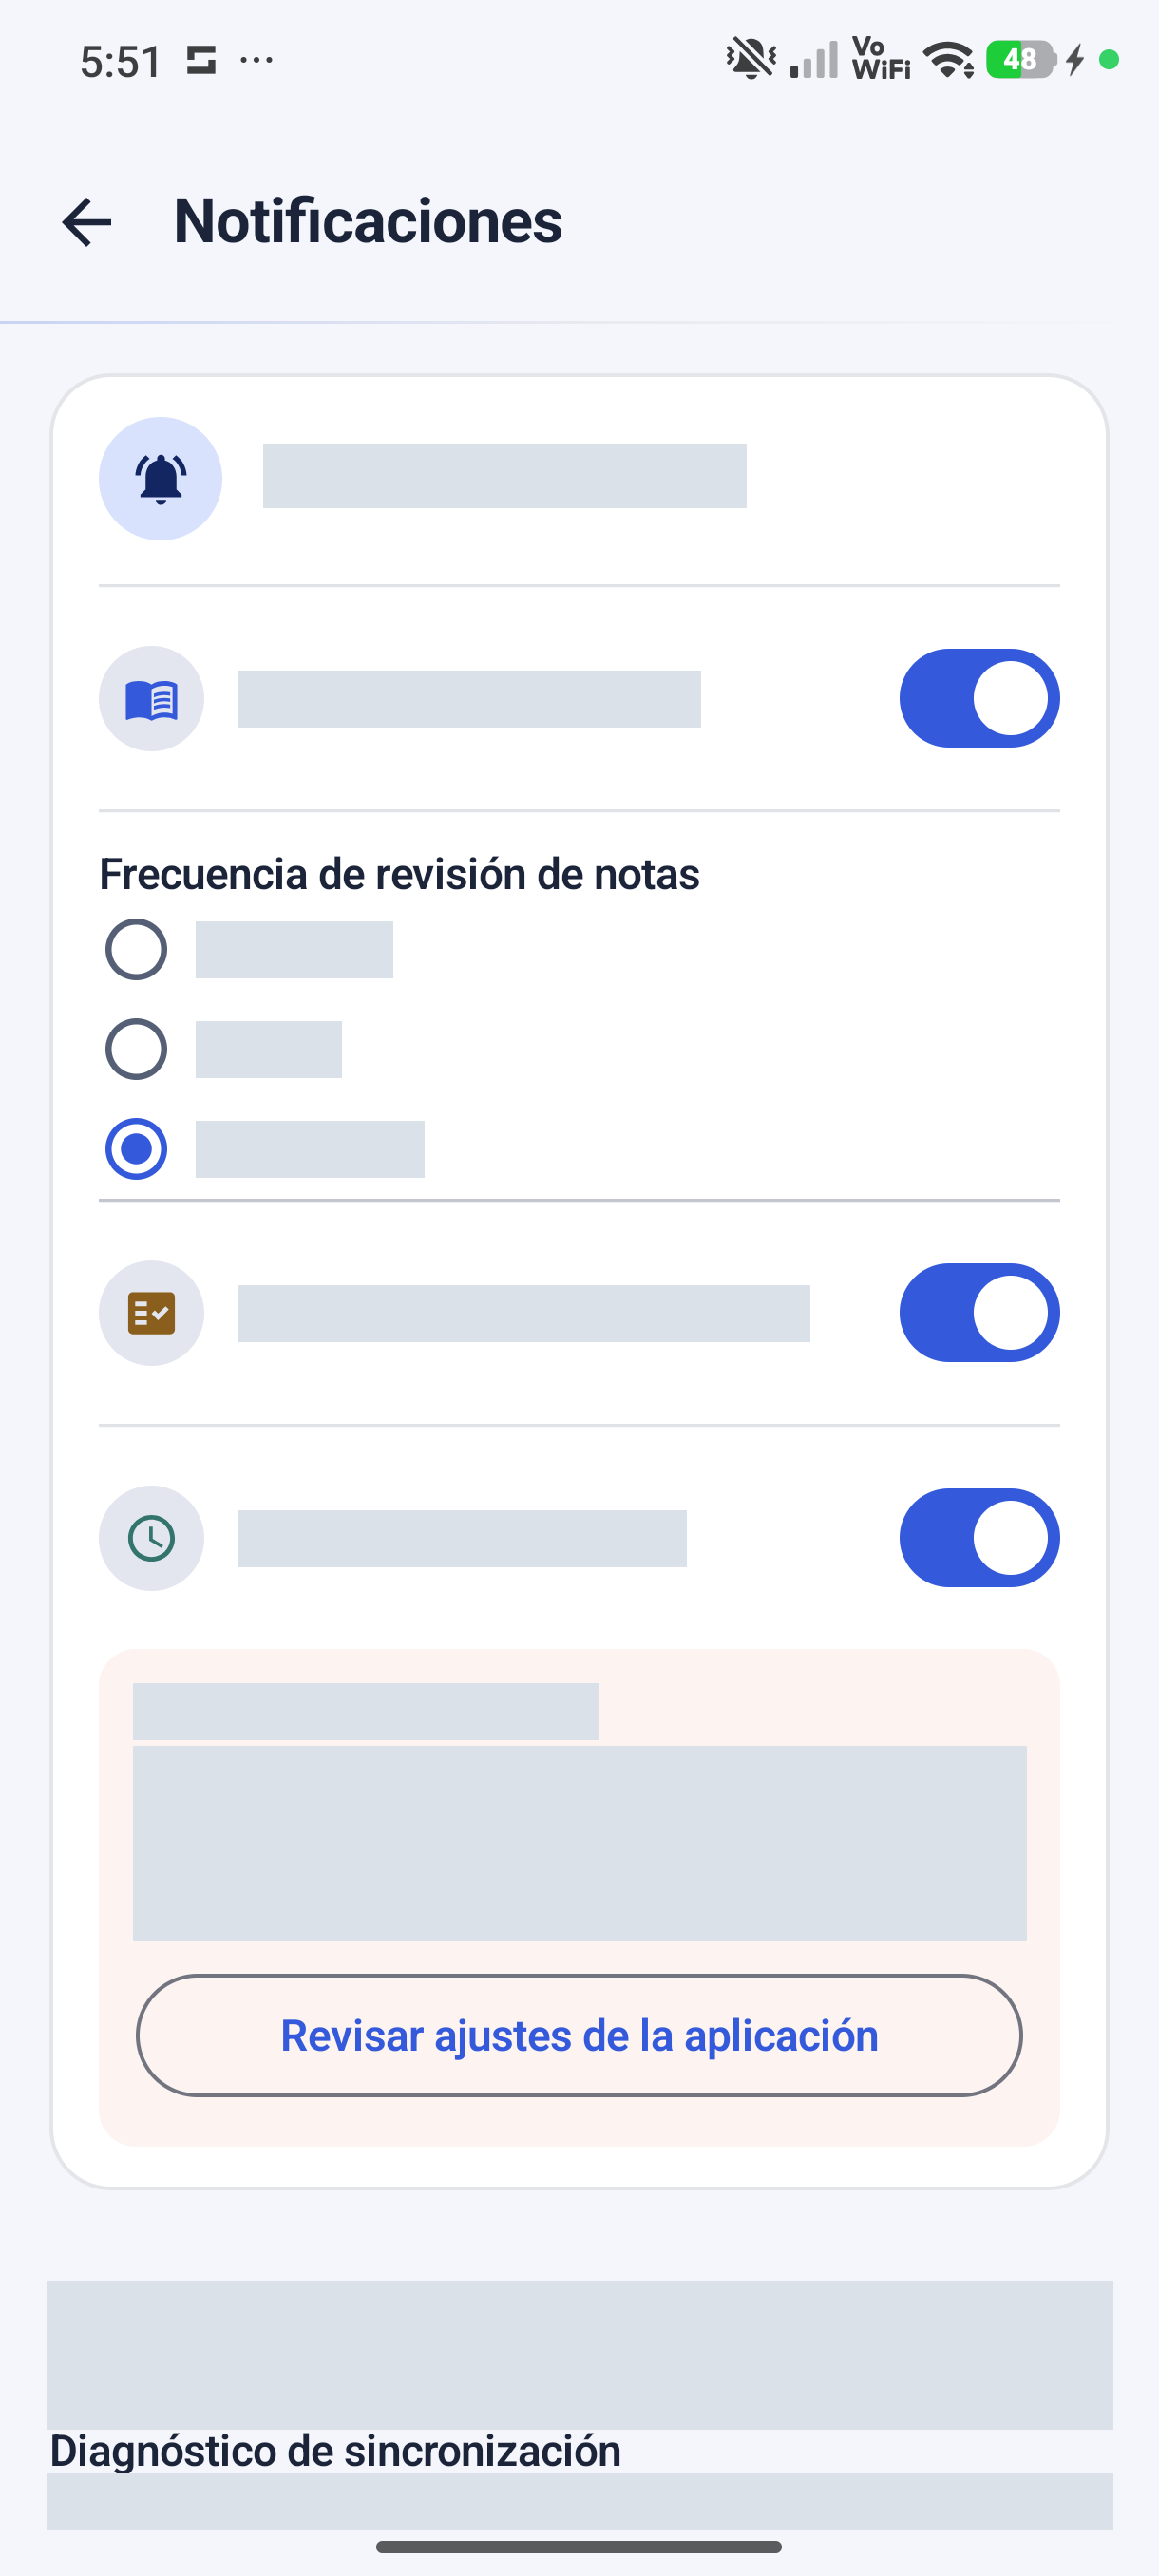 5:51
Vo
WiFi
48
Notificaciones
Frecuencia de revisión de notas
Revisar ajustes de la aplicación
Diagnóstico de sincronización